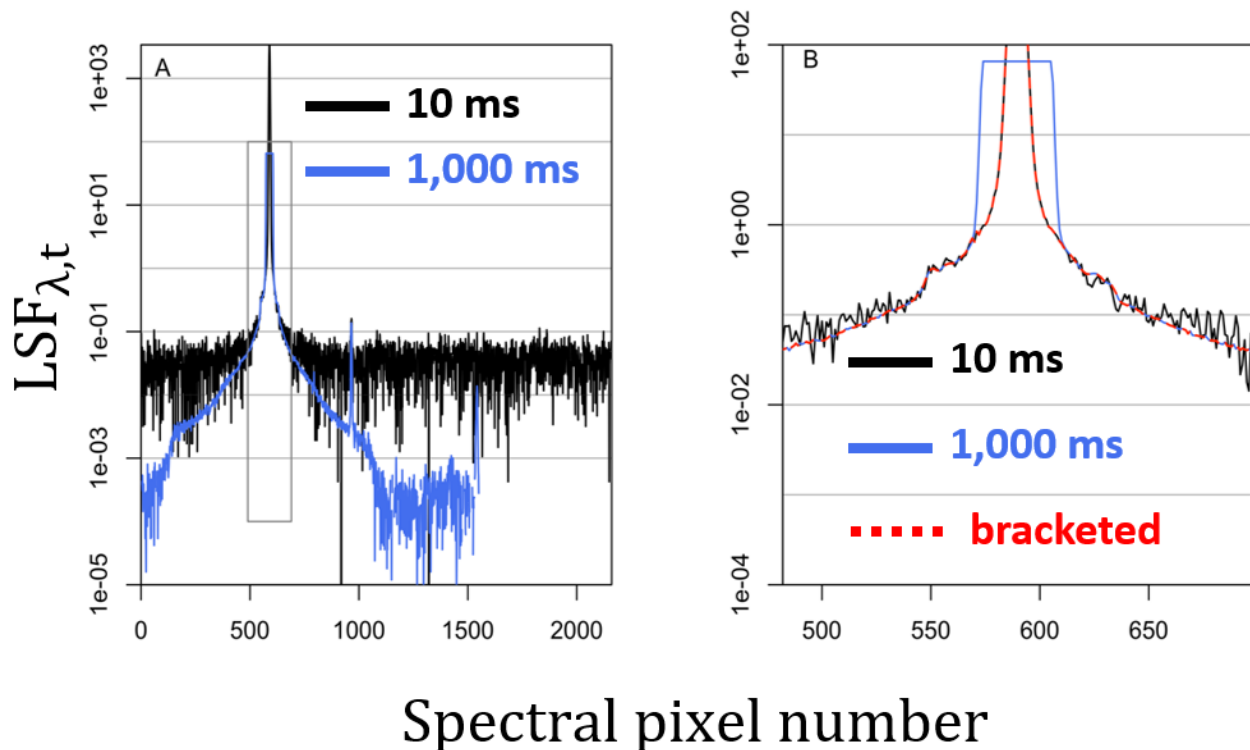 LSFλ,t
A
10 ms
1,000 ms
1e+03
1e+01
1e-01
1e-03
1e-05
0 500 1000 1500 2000
B
10 ms
1,000 ms
bracketed
1e+02
1e+00
1e-02
1e-04
500 550 600 650
Spectral pixel number